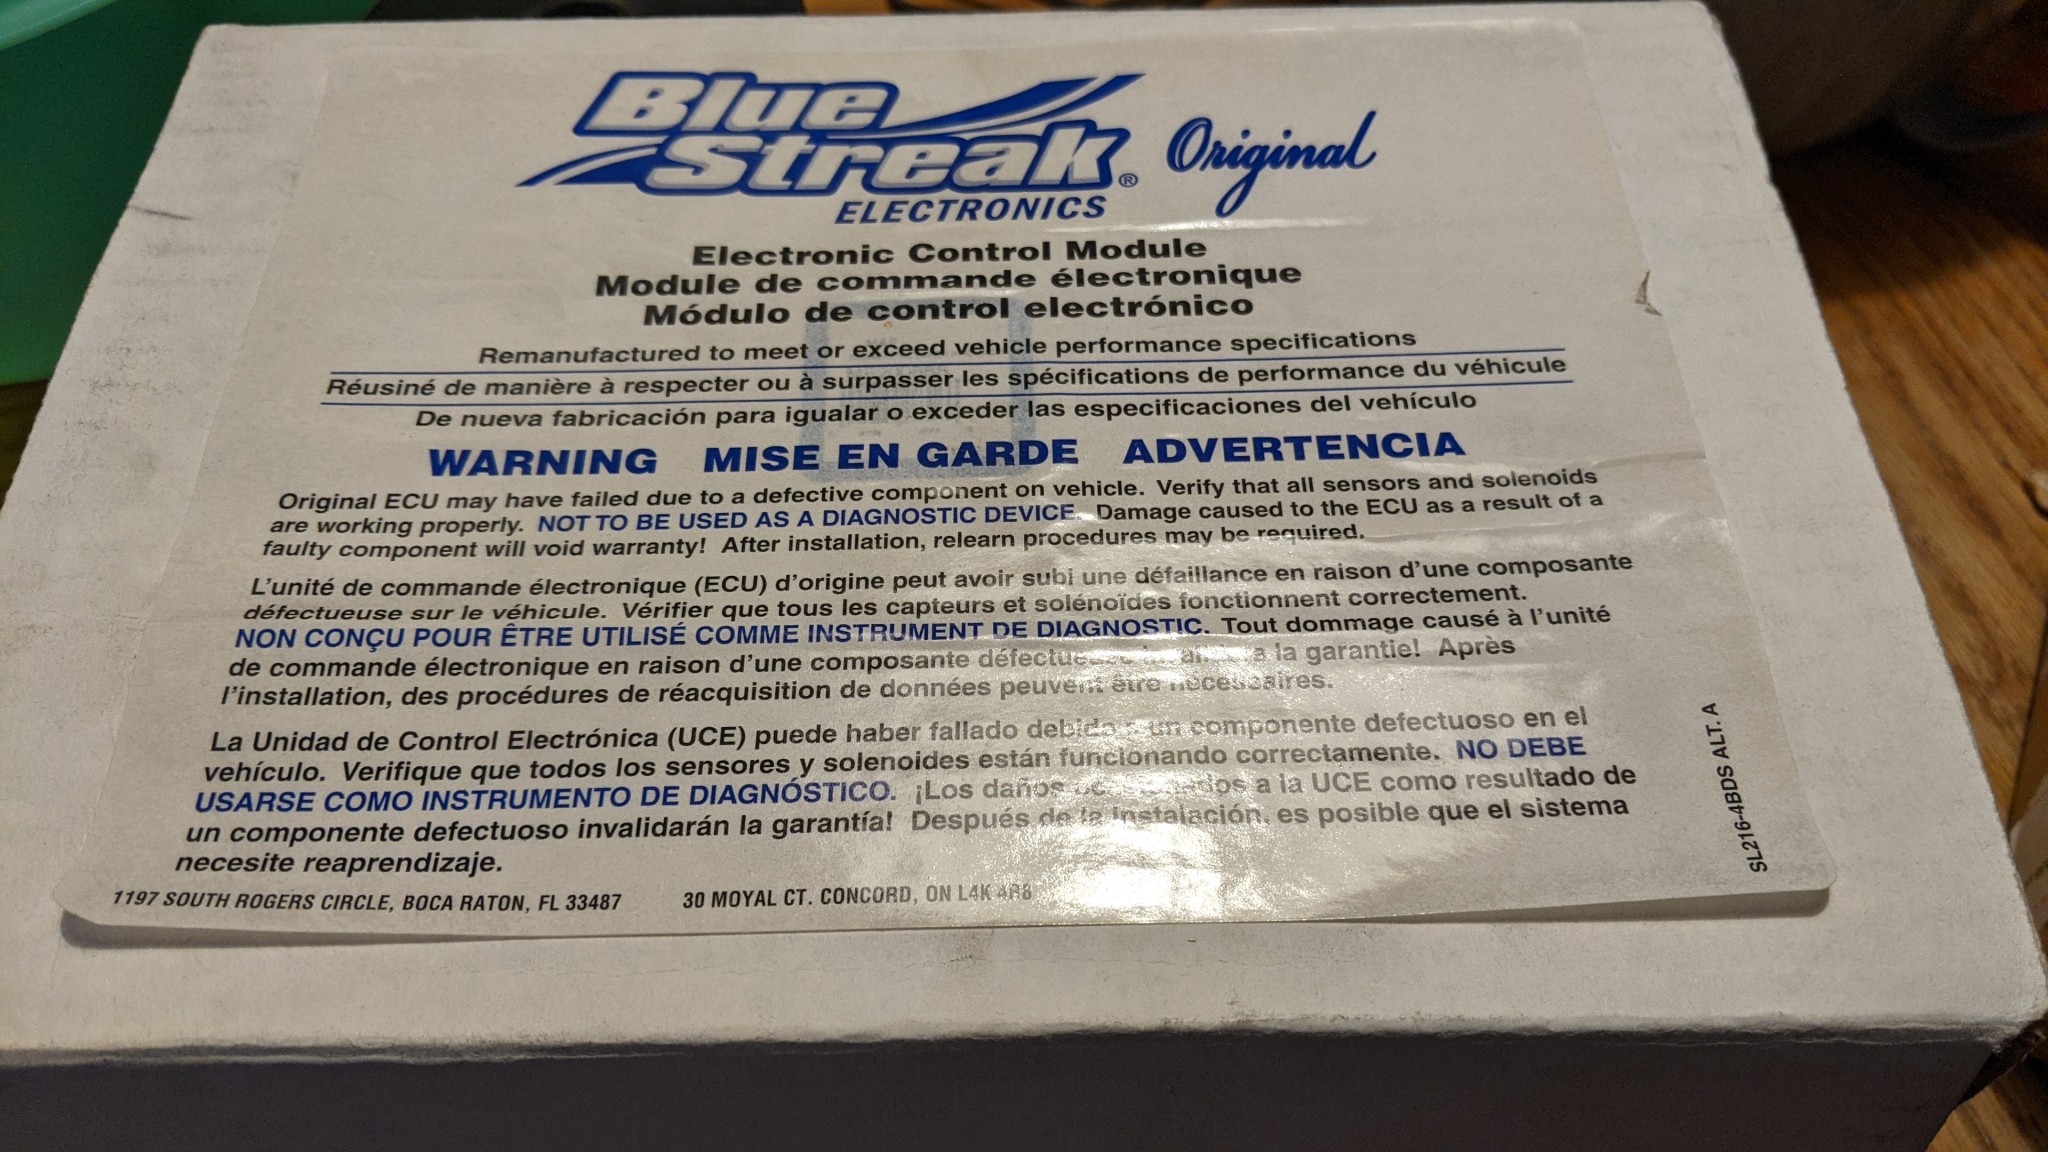 Blue
Streak®
ELECTRONICS
Original
Electronic Control Module
Module de commande électronique
Módulo de control electrónico
Remanufactured to meet or exceed vehicle performance specifications
Réusiné de manière à respecter ou à surpasser les spécifications de performance du véhicule
De nueva fabricación para igualar o exceder las especificaciones del vehículo
WARNING MISE EN GARDE ADVERTENCIA
Original ECU may have failed due to a defective component on vehicle. Verify that all sensors and solenoids
are working properly. NOT TO BE USED AS A DIAGNOSTIC DEVICE. Damage caused to the ECU as a result of a
faulty component will void warranty! After installation, relearn procedures may be required.
L'unité de commande électronique (ECU) d'origine peut avoir subi une défaillance en raison d'une composante
défectueuse sur le véhicule. Vérifier que tous les capteurs et solénoïdes fonctionnent correctement.
NON CONÇU POUR ÊTRE UTILISÉ COMME INSTRUMENT DE DIAGNOSTIC. Tout dommage causé à l'unité
de commande électronique en raison d'une composante défectueuse la garantie! Après
l'installation, des procédures de réacquisition de données peuvent être nécessaires.
La Unidad de Control Electrónica (UCE) puede haber fallado debido a un componente defectuoso en el
vehículo. Verifique que todos los sensores y solenoides están funcionando correctamente. NO DEBE
USARSE COMO INSTRUMENTO DE DIAGNÓSTICO. ¡Los daños a la UCE como resultado de
un componente defectuoso invalidarán la garantía! Después de la instalación, es posible que el sistema
necesite reaprendizaje.
1197 SOUTH ROGERS CIRCLE, BOCA RATON, FL 33487 30 MOYAL CT. CONCORD, ON L4K 4R8
SL216-4BDS ALT. A